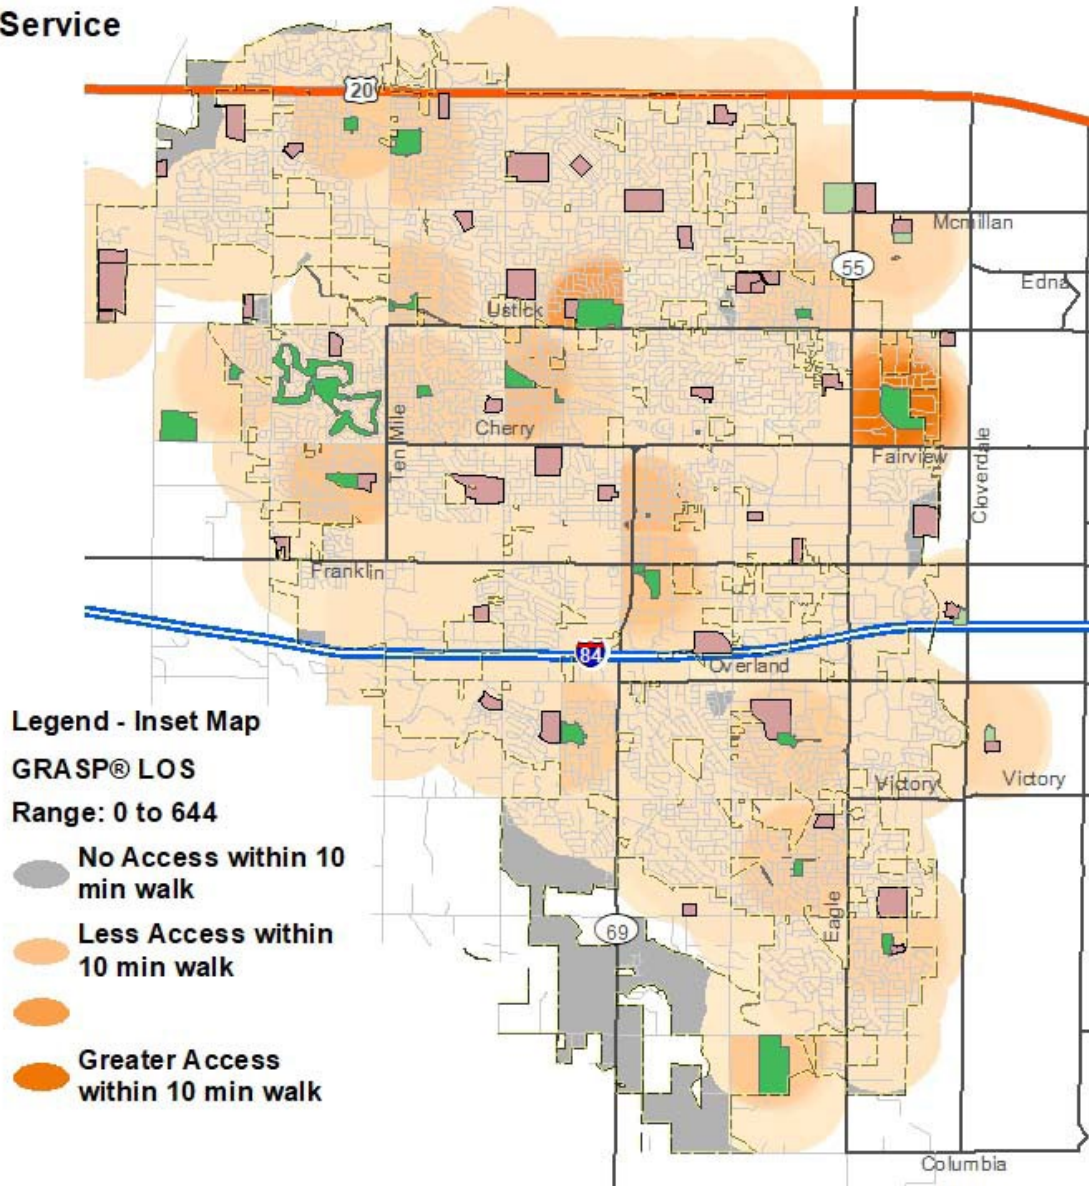 Service
20
Mcmillan
55
Edna
Ustick
Ten Mile
Cherry
Fairview
Cloverdale
Franklin
84
Overland
Legend - Inset Map
GRASP® LOS
Range: 0 to 644
No Access within 10
min walk
Less Access within
10 min walk
Greater Access
within 10 min walk
Victory
Victory
Eagle
69
Columbia